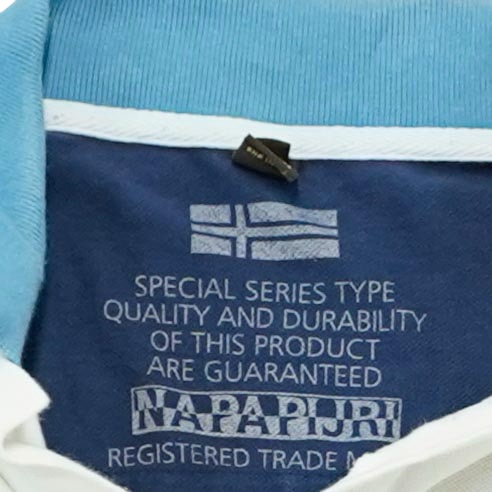 SPECIAL SERIES TYPE
QUALITY AND DURABILITY
OF THIS PRODUCT
ARE GUARANTEED
NAPAPIJRI
REGISTERED TRADE